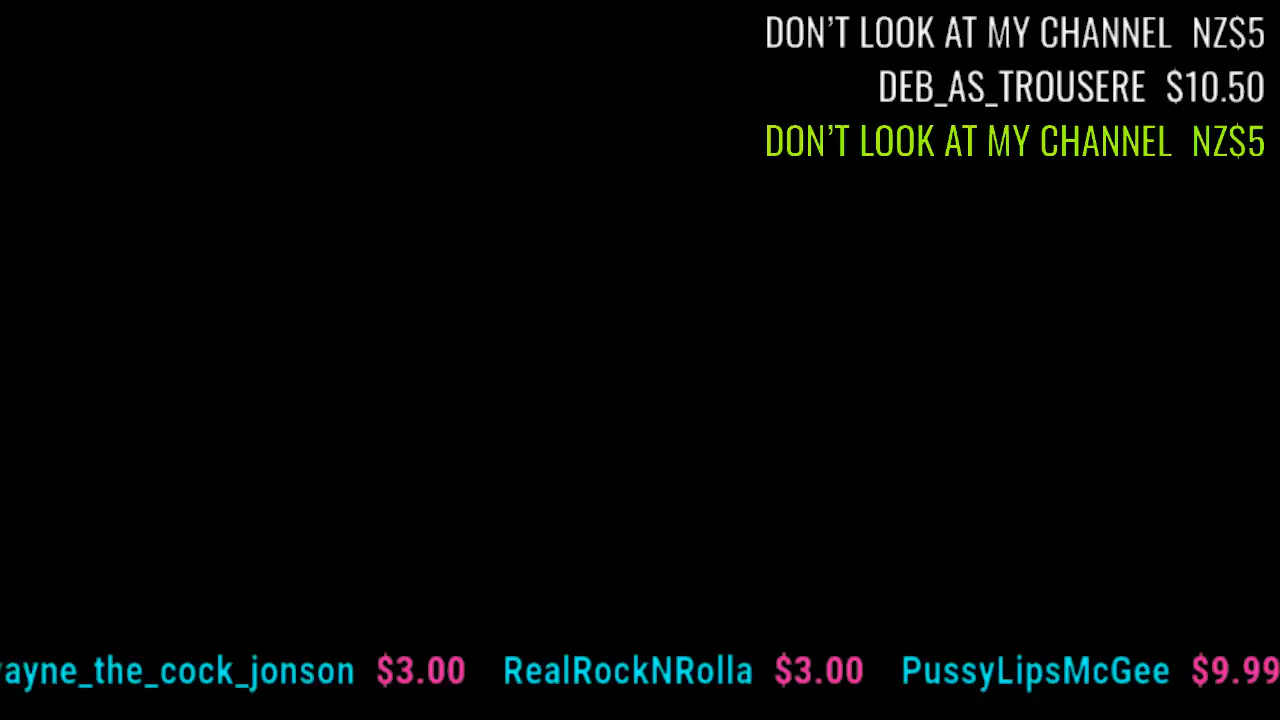 DON'T LOOK AT MY CHANNEL NZ$5
DEB_AS_TROUSERE $10.50
DON'T LOOK AT MY CHANNEL NZ$5
ayne_the_cock_jonson $3.00 RealRockNRolla $3.00 PussyLipsMcGee $9.99